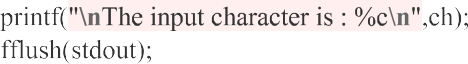 printf("\nThe input character is : %c\n",ch);
fflush(stdout);